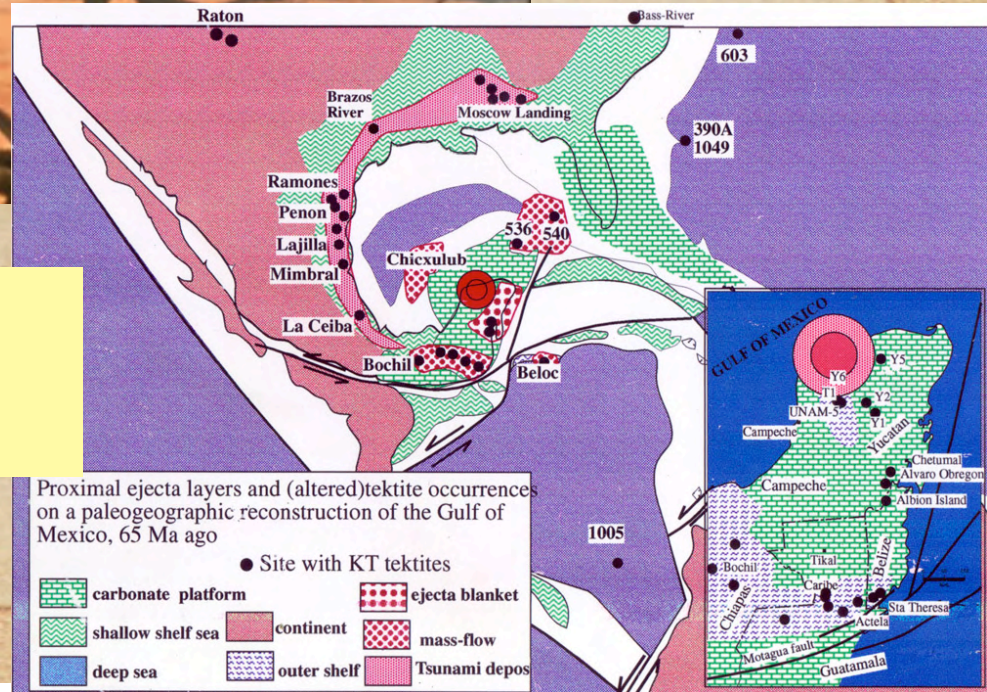 Raton
Bass-River
603
Brazos
River
Moscow Landing
390A
1049
Ramones
Penon
536
540
Lajilla
Chicxulub
Mimbral
La Ceiba
Bochil
Beloc
1005
GULF OF MEXICO
Y5
Y6
T1
Y2
UNAM-5
Y1
Campeche
Yucatan
Chetumal
Alvaro Obregon
Campeche
Albion Island
Tikal
Belize
Bochil
Caribe
Chiapas
Sta Theresa
Actela
Motagua fault
Guatamala
Proximal ejecta layers and (altered)tektite occurrences
on a paleogeographic reconstruction of the Gulf of
Mexico, 65 Ma ago
Site with KT tektites
carbonate platform
ejecta blanket
shallow shelf sea
continent
mass-flow
deep sea
outer shelf
Tsunami depos